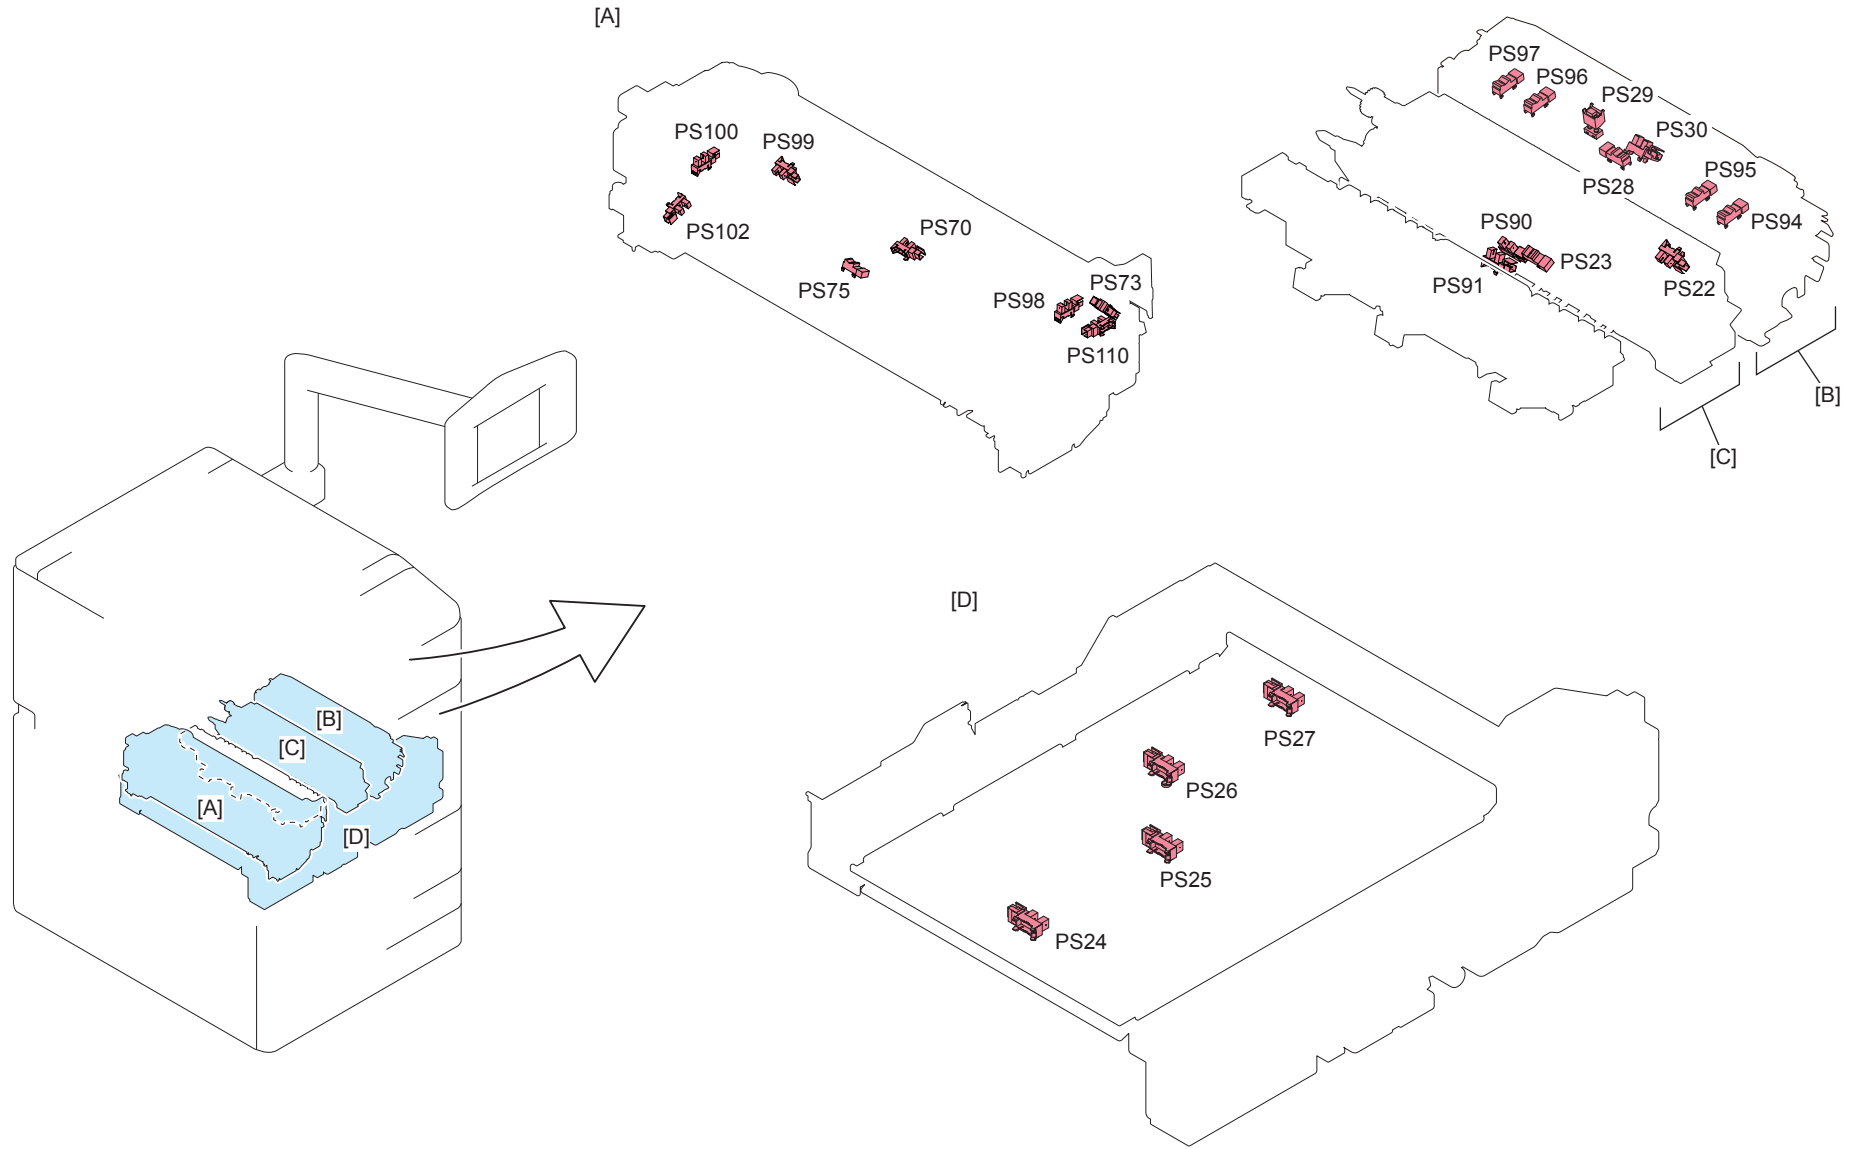 [A]
PS100
PS99
PS102
PS70
PS75
PS98
PS73
PS110
PS97
PS96
PS29
PS30
PS28
PS95
PS94
PS90
PS23
PS91
PS22
[B]
[C]
[B]
[C]
[A]
[D]
[D]
PS27
PS26
PS25
PS24